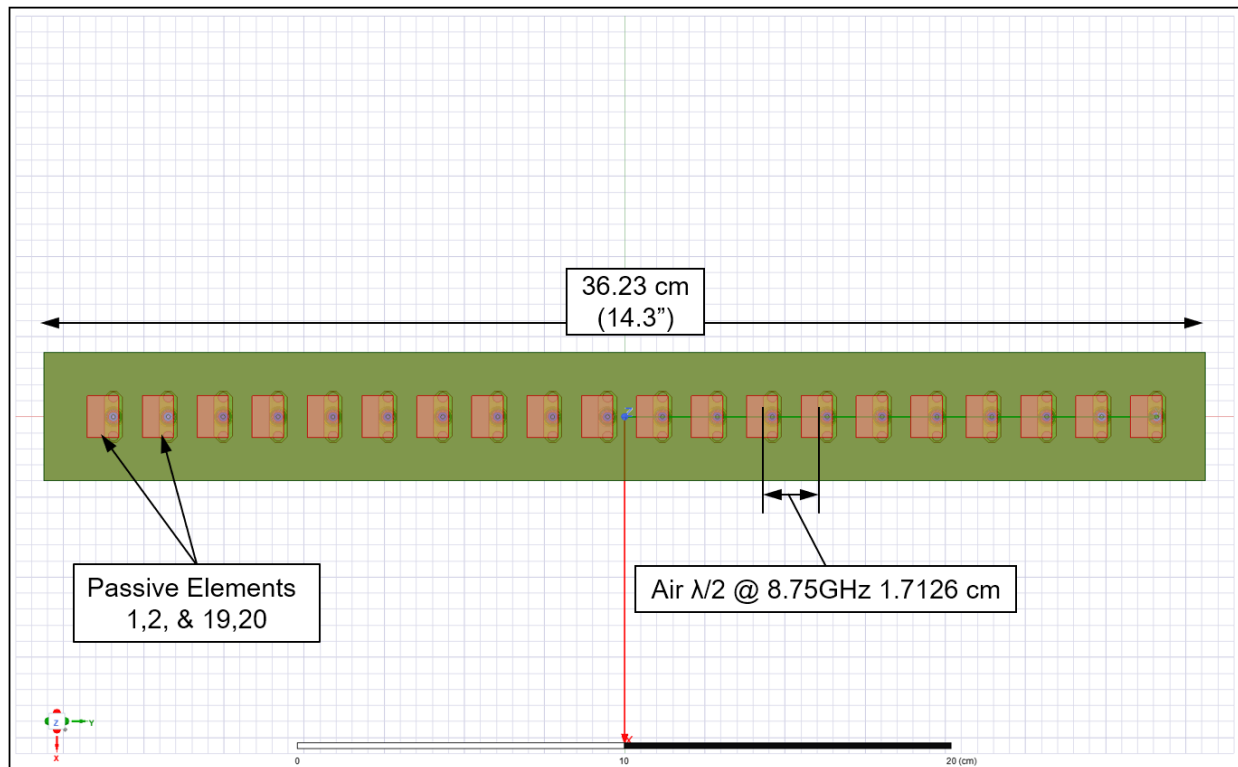 36.23 cm
(14.3”)
Passive Elements
1,2, & 19,20
Air λ/2 @ 8.75GHz 1.7126 cm
Z
Y
X
X
0
10
20 (cm)